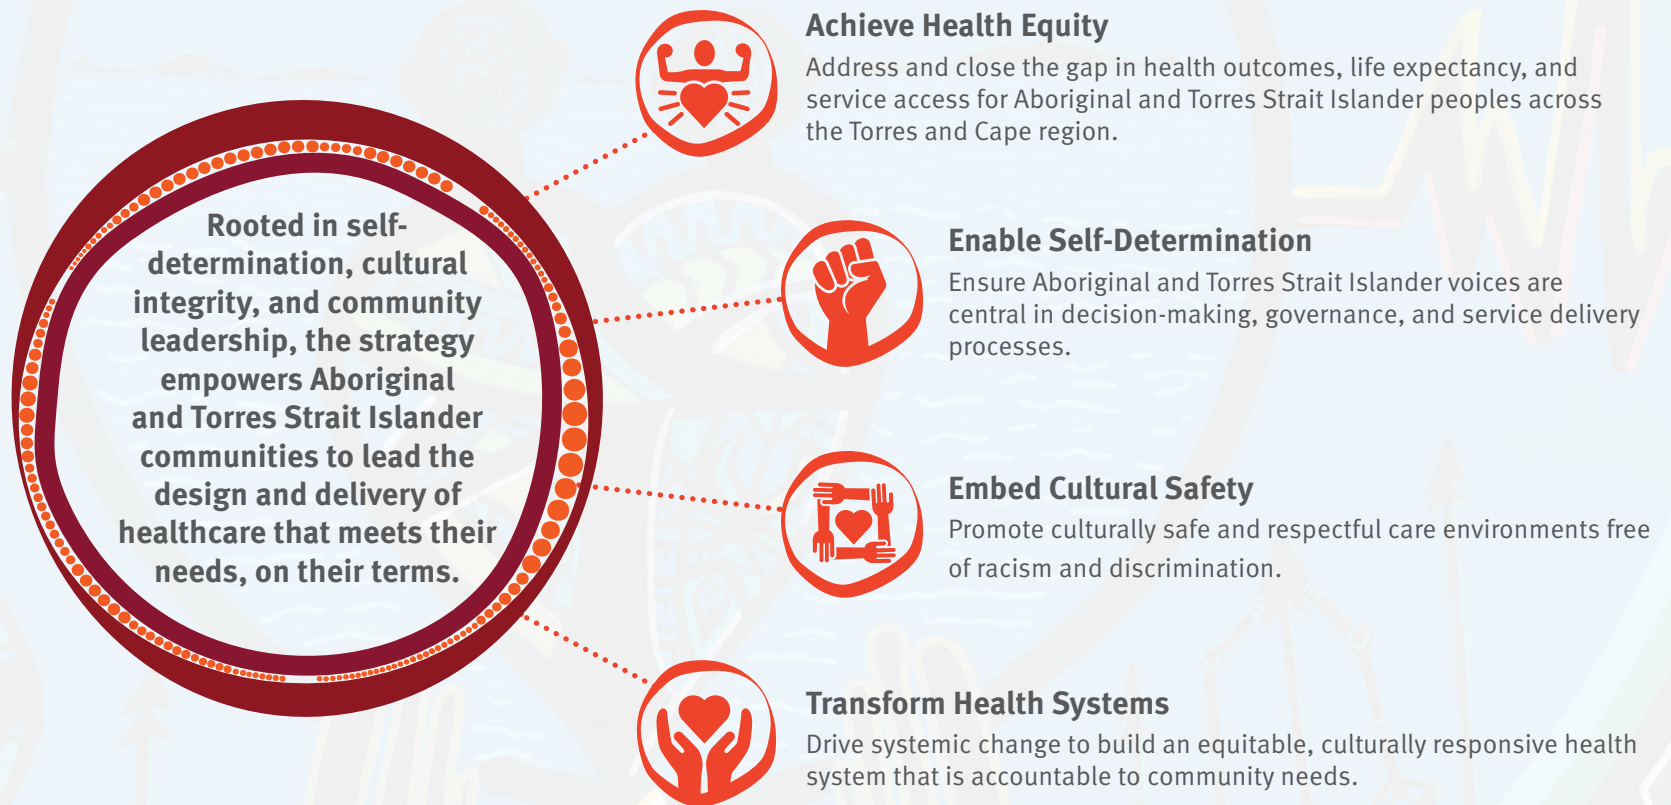 Rooted in self-
determination, cultural
integrity, and community
leadership, the strategy
empowers Aboriginal
and Torres Strait Islander
communities to lead the
design and delivery of
healthcare that meets their
needs, on their terms.
Achieve Health Equity
Address and close the gap in health outcomes, life expectancy, and
service access for Aboriginal and Torres Strait Islander peoples across
the Torres and Cape region.
Enable Self-Determination
Ensure Aboriginal and Torres Strait Islander voices are
central in decision-making, governance, and service delivery
processes.
Embed Cultural Safety
Promote culturally safe and respectful care environments free
of racism and discrimination.
Transform Health Systems
Drive systemic change to build an equitable, culturally responsive health
system that is accountable to community needs.